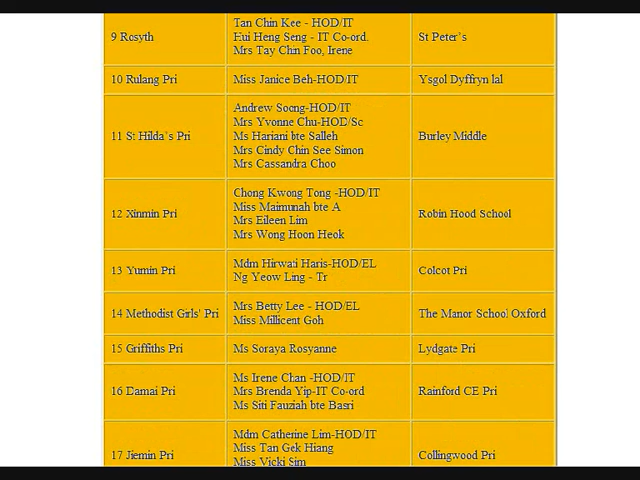 9 Rosyth
Tan Chin Kee - HOD/IT
Hui Heng Seng - IT Co-ord.
Mrs Tay Chin Foo, Irene
St Peter's
10 Rulang Pri
Miss Janice Beh-HOD/IT
Ysgol Dyffryn Ial
11 St Hilda's Pri
Andrew Soong-HOD/IT
Mrs Yvonne Chu-HOD/Sc
Ms Hariani bte Salleh
Mrs Cindy Chin See Simon
Mrs Cassandra Choo
Burley Middle
12 Xinmin Pri
Chong Kwong Tong -HOD/IT
Miss Maimunah bte A
Mrs Eileen Lim
Mrs Wong Hoon Heok
Robin Hood School
13 Yumin Pri
Mdm Hirwati Haris-HOD/EL
Ng Yeow Ling - Tr
Colcot Pri
14 Methodist Girls' Pri
Mrs Betty Lee - HOD/EL
Miss Millicent Goh
The Manor School Oxford
15 Griffiths Pri
Ms Soraya Rosyanne
Lydgate Pri
16 Damai Pri
Ms Irene Chan -HOD/IT
Mrs Brenda Yip-IT Co-ord
Ms Siti Fauziah bte Basri
Rainford CE Pri
17 Jiemin Pri
Mdm Catherine Lim-HOD/IT
Miss Tan Gek Hiang
Miss Vicki Sim
Collingwood Pri